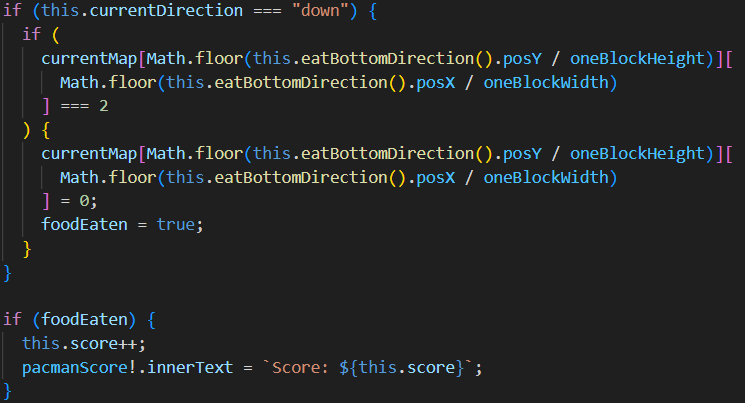 if (this.currentDirection === "down") {
if (
currentMap[Math.floor(this.eatBottomDirection().posY / oneBlockHeight)][
Math.floor(this.eatBottomDirection().posX / oneBlockWidth)
] === 2
) {
currentMap[Math.floor(this.eatBottomDirection().posY / oneBlockHeight)][
Math.floor(this.eatBottomDirection().posX / oneBlockWidth)
] = 0;
foodEaten = true;
}
}
if (foodEaten) {
this.score++;
pacmanScore!.innerText = `Score: ${this.score}`;
}